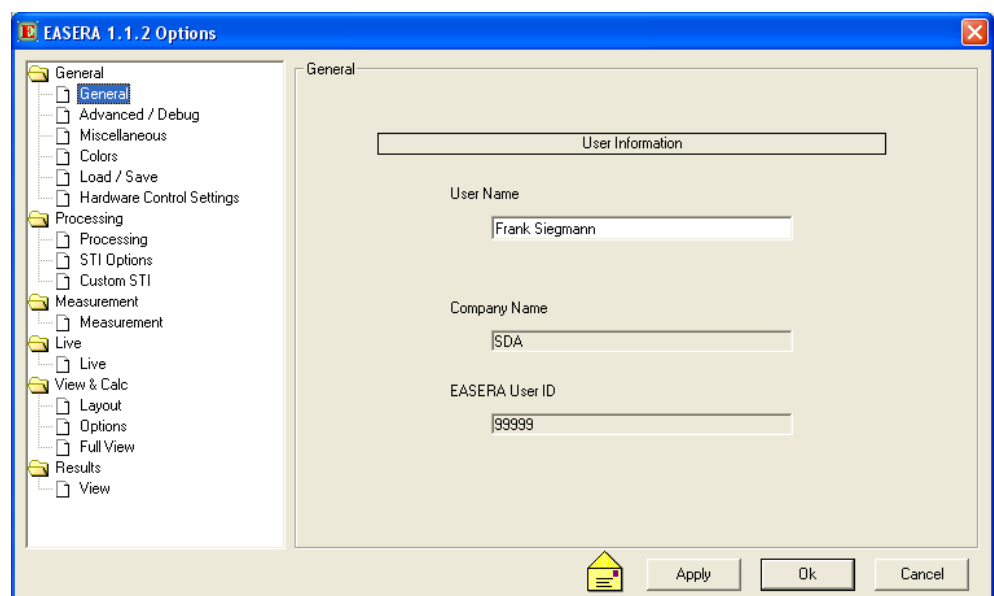 EASERA 1.1.2 Options
General
General
Advanced / Debug
Miscellaneous
Colors
Load / Save
Hardware Control Settings
Processing
Processing
STI Options
Custom STI
Measurement
Measurement
Live
Live
View & Calc
Layout
Options
Full View
Results
View
General
User Information
User Name
Frank Siegmann
Company Name
SDA
EASERA User ID
99999
Apply
Ok
Cancel